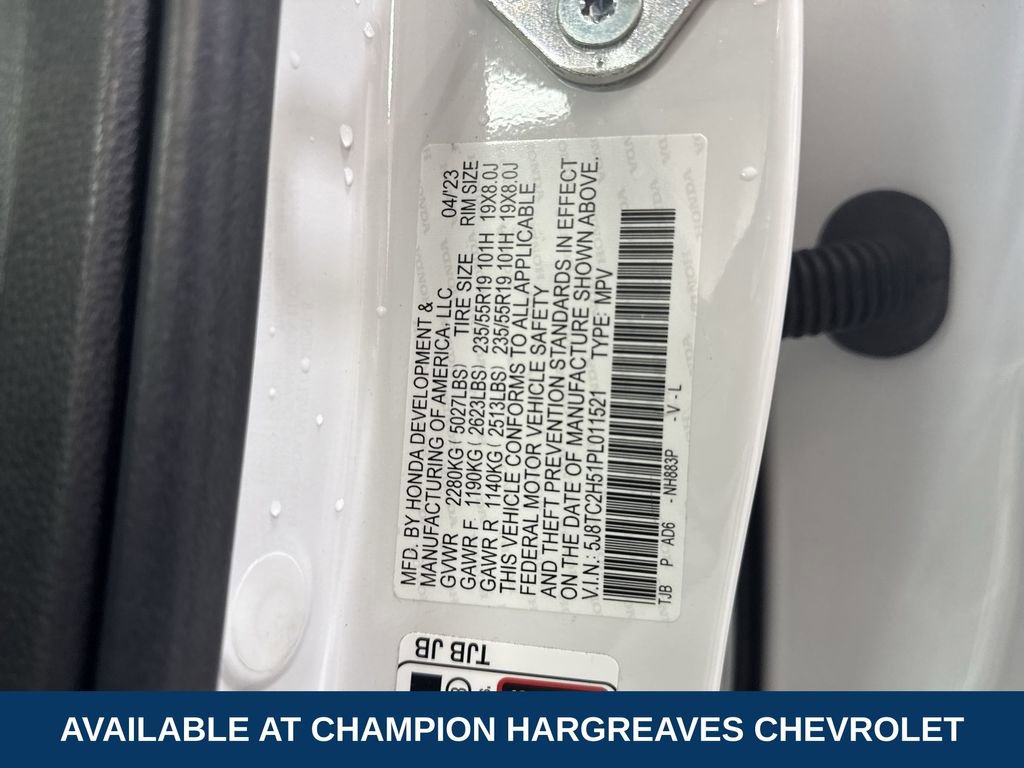 MFD. BY HONDA DEVELOPMENT &
MANUFACTURING OF AMERICA, LLC 04/'23
GVWR 2280KG ( 5027LBS) TIRE SIZE RIM SIZE
GAWR F 1190KG ( 2623LBS) 235/55R19 101H 19X8.0J
GAWR R 1140KG ( 2513LBS) 235/55R19 101H 19X8.0J
THIS VEHICLE CONFORMS TO ALL APPLICABLE
FEDERAL MOTOR VEHICLE SAFETY
AND THEFT PREVENTION STANDARDS IN EFFECT
ON THE DATE OF MANUFACTURE SHOWN ABOVE.
V.I.N.: 5J8TC2H51PL011521 TYPE: MPV
TJB P AD6 -NH883P -V - L
TJB JB
AVAILABLE AT CHAMPION HARGREAVES CHEVROLET